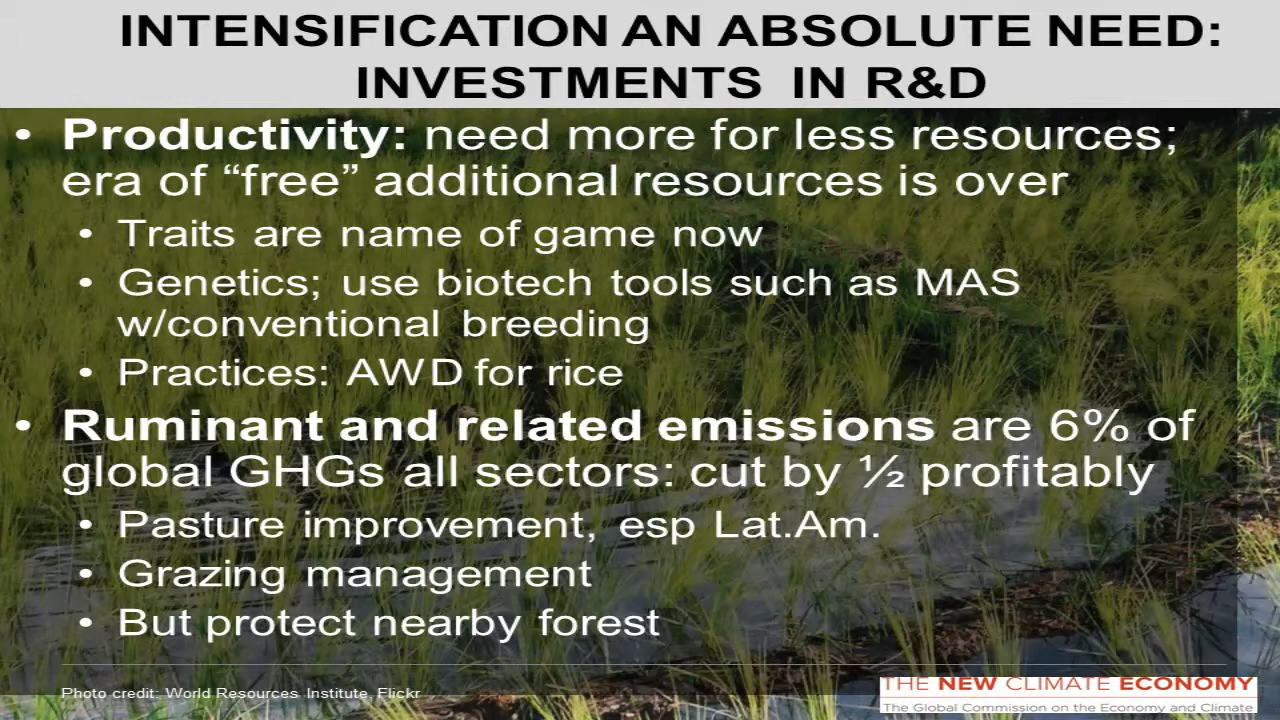 INTENSIFICATION AN ABSOLUTE NEED:
INVESTMENTS IN R&D
• Productivity: need more for less resources;
era of “free” additional resources is over
• Traits are name of game now
• Genetics; use biotech tools such as MAS
w/conventional breeding
• Practices: AWD for rice
• Ruminant and related emissions are 6% of
global GHGs all sectors: cut by ½ profitably
• Pasture improvement, esp Lat.Am.
• Grazing management
• But protect nearby forest
Photo credit: World Resources Institute, Flickr
THE NEW CLIMATE ECONOMY
The Global Commission on the Economy and Climate